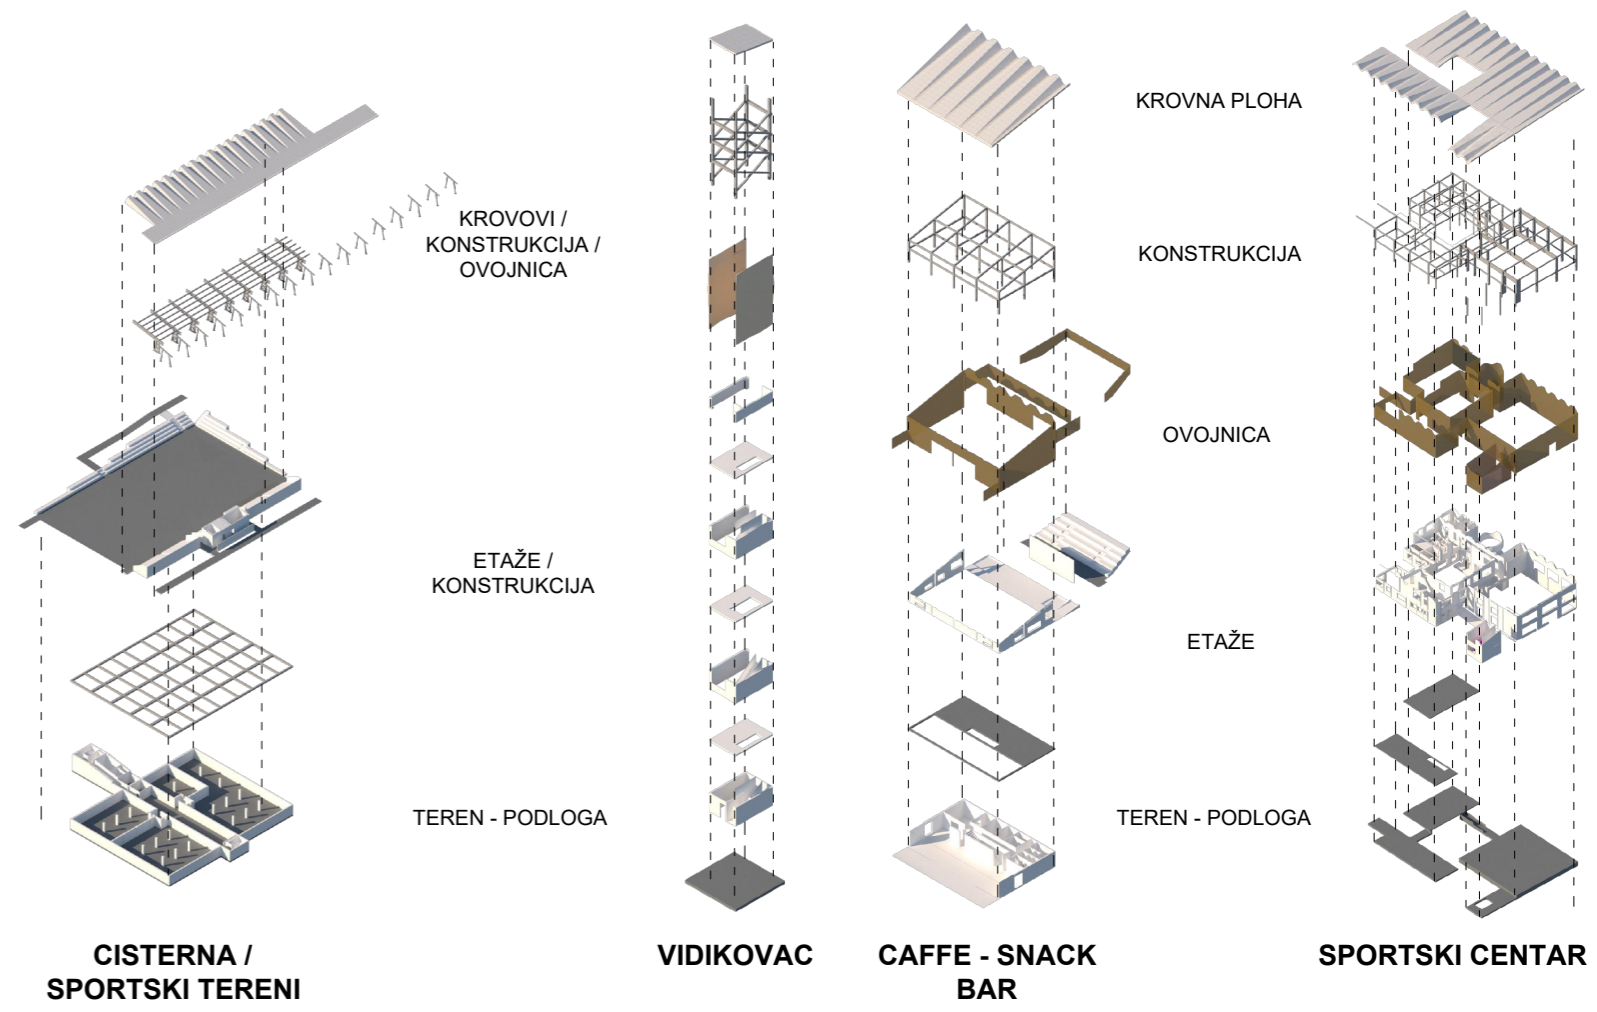 KROVNA PLOHA
KROVOVI /
KONSTRUKCIJA /
OVOJNICA
KONSTRUKCIJA
OVOJNICA
ETAŽE /
KONSTRUKCIJA
ETAŽE
TEREN - PODLOGA
TEREN - PODLOGA
CISTERNA /
SPORTSKI TERENI
VIDIKOVAC
CAFFE - SNACK
BAR
SPORTSKI CENTAR